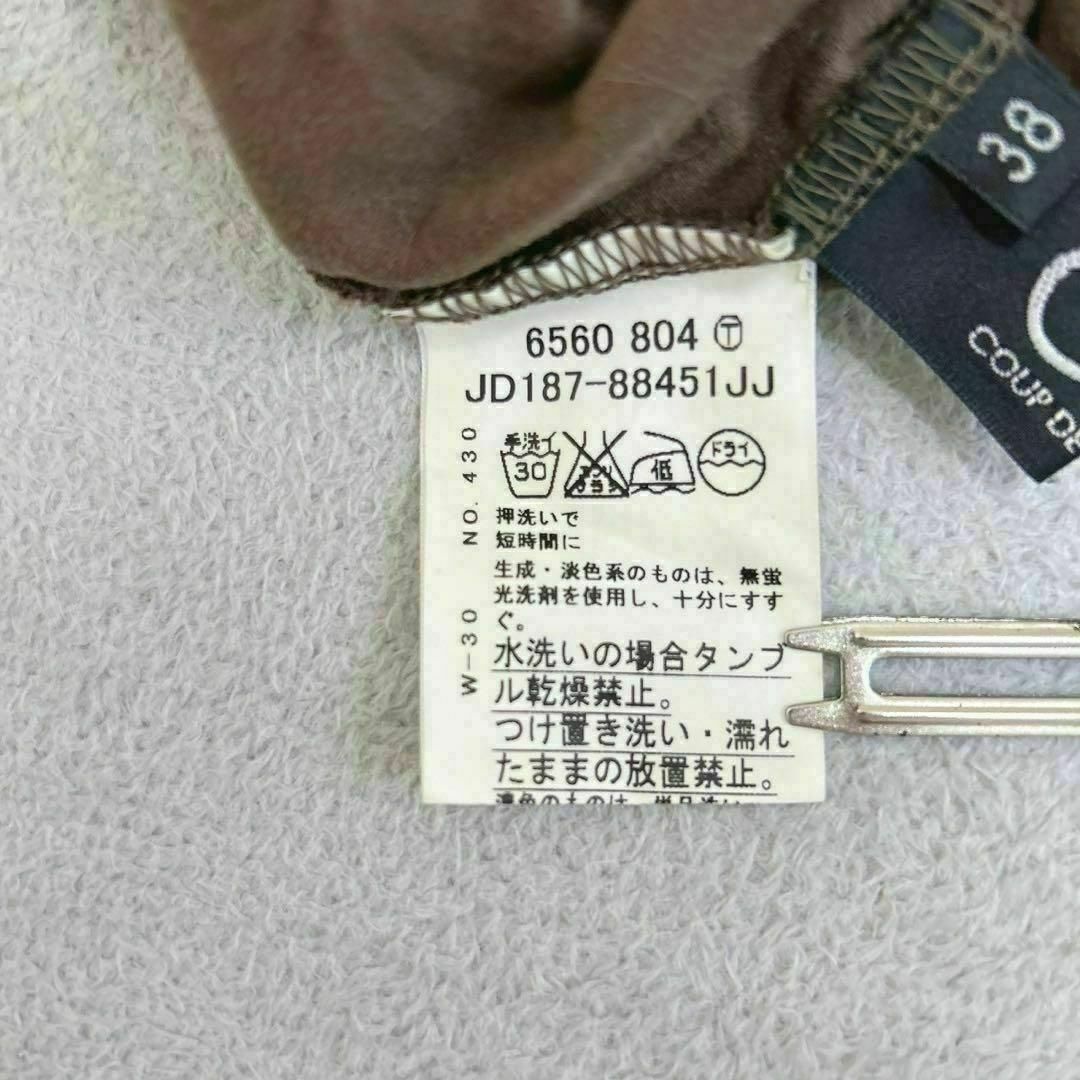 38
COUP DE
6560 804 Ⓣ
JD187-88451JJ
手洗イ
30
低
ドライ
NO. 430
W-30
押洗いで
短時間に
生成・淡色系のものは、無蛍
光洗剤を使用し、十分にすす
ぐ。
水洗いの場合タンブ
ル乾燥禁止。
つけ置き洗い・濡れ
たままの放置禁止。